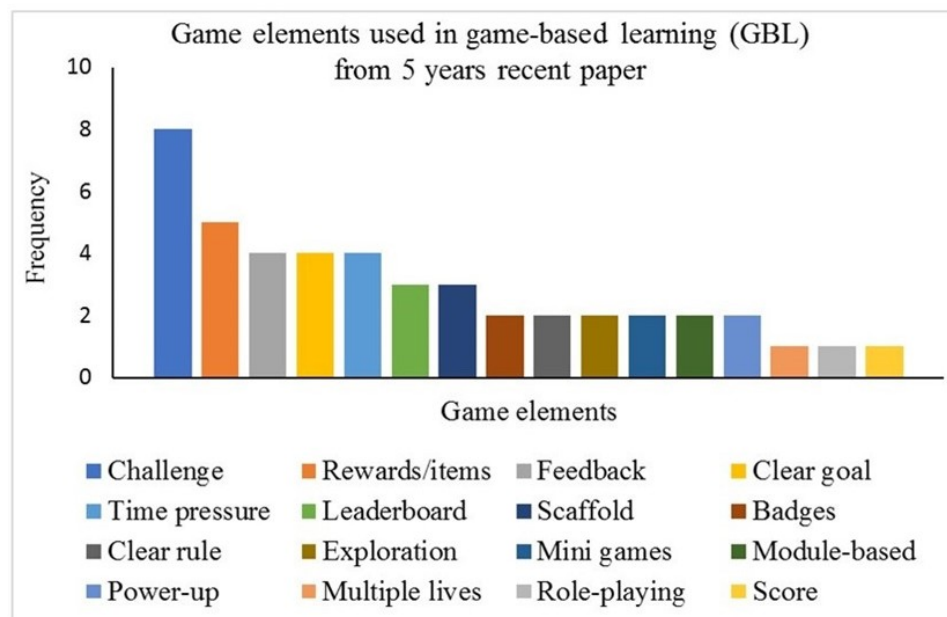 Game elements used in game-based learning (GBL)
from 5 years recent paper
10
8
6
4
2
0
Frequency
Game elements
Challenge Rewards/items Feedback Clear goal
Time pressure Leaderboard Scaffold Badges
Clear rule Exploration Mini games Module-based
Power-up Multiple lives Role-playing Score